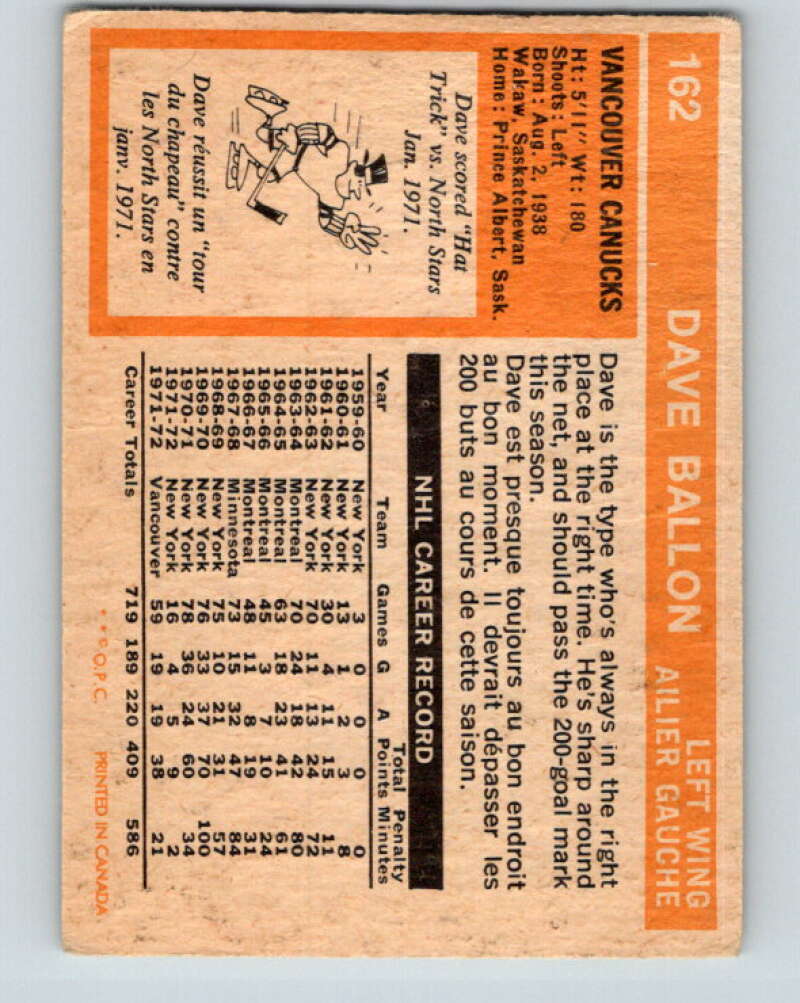 162 DAVE BALLON LEFT WING
AILIER GAUCHE
VANCOUVER CANUCKS
Ht: 5'11" Wt: 180
Shoots: Left
Born: Aug. 2, 1938
Wakaw, Saskatchewan
Home: Prince Albert, Sask.
Dave scored "Hat
Trick" vs. North Stars
Jan. 1971.
Dave réussit un "tour
du chapeau" contre
les North Stars en
janv. 1971.
Dave is the type who's always in the right
place at the right time. He's sharp around
the net, and should pass the 200-goal mark
this season.
Dave est presque toujours au bon endroit
au bon moment. Il devrait dépasser les
200 buts au cours de cette saison.
NHL CAREER RECORD
Total Penalty
Year Team Games G A Points Minutes
1959-60 New York 3 0 0 0 0
1960-61 New York 13 1 2 3 8
1961-62 New York 30 4 11 15 11
1962-63 New York 70 11 13 24 72
1963-64 Montreal 70 24 18 42 80
1964-65 Montreal 63 18 23 41 61
1965-66 Montreal 45 3 7 10 24
1966-67 Montreal 48 11 8 19 31
1967-68 Minnesota 73 15 32 47 84
1968-69 New York 75 10 21 31 57
1969-70 New York 76 33 37 70 100
1970-71 New York 78 36 24 60 34
1971-72 New York 16 4 5 9 2
1971-72 Vancouver 59 19 19 38 21
Career Totals 719 189 220 409 586
* * © O.P.C. PRINTED IN CANADA